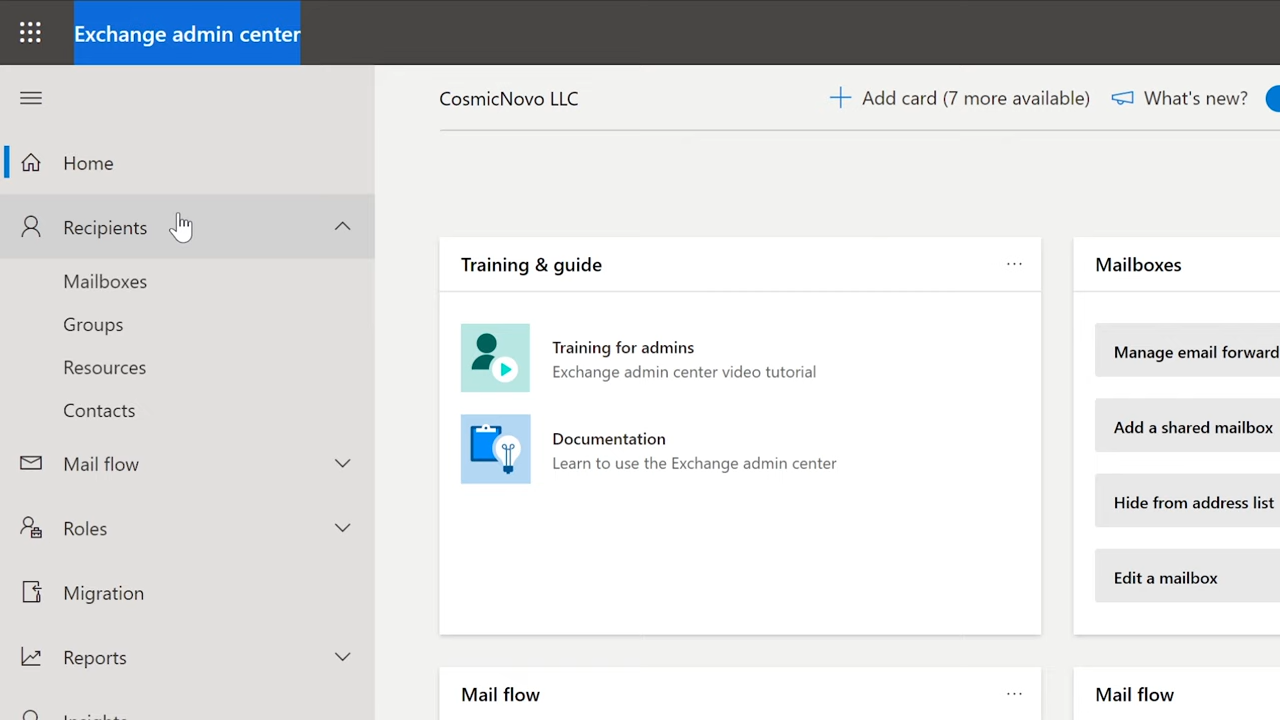 Exchange admin center
CosmicNovo LLC
Add card (7 more available)
What's new?
Home
Recipients
Mailboxes
Groups
Resources
Contacts
Mail flow
Roles
Migration
Reports
Insights
Training & guide
Training for admins
Exchange admin center video tutorial
Documentation
Learn to use the Exchange admin center
Mailboxes
Manage email forward
Add a shared mailbox
Hide from address list
Edit a mailbox
Mail flow
Mail flow